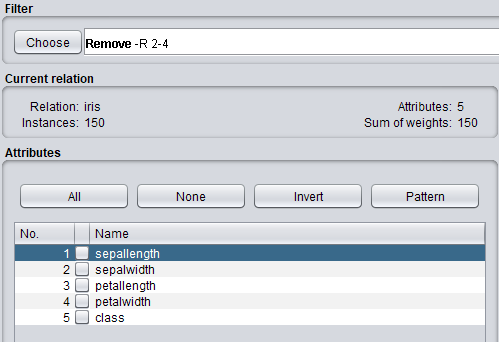 Filter
Choose Remove -R 2-4
Current relation
Relation: iris Attributes: 5
Instances: 150 Sum of weights: 150
Attributes
All None Invert Pattern
No. Name
1 sepallength
2 sepalwidth
3 petallength
4 petalwidth
5 class